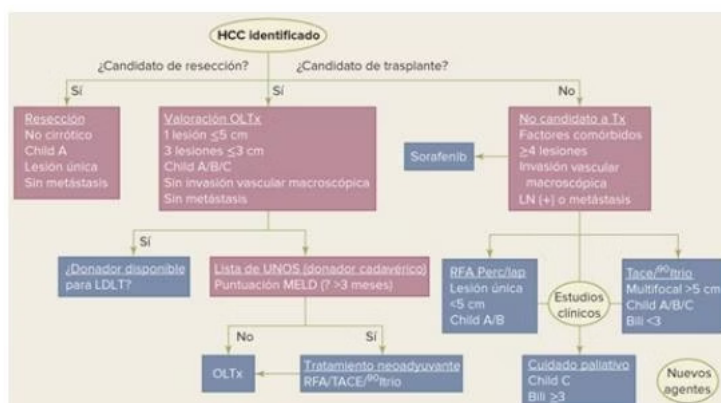 HCC identificado
¿Candidato de resección?
¿Candidato de trasplante?
Sí
Sí
No
Resección
No cirrótico
Child A
Lesión única
Sin metástasis
Valoración OLTx
1 lesión ≤5 cm
3 lesiones ≤3 cm
Child A/B/C
Sin invasión vascular macroscópica
Sin metástasis
Sorafenib
No candidato a Tx
Factores comórbidos
≥4 lesiones
Invasión vascular
macroscópica
LN (+) o metástasis
Sí
¿Donador disponible
para LDLT?
Lista de UNOS (donador cadavérico)
Puntuación MELD (? >3 meses)
RFA Perc/lap
Lesión única
<5 cm
Child A/B
Estudios
clínicos
Tace/⁹⁰Itrio
Multifocal >5 cm
Child A/B/C
Bili <3
No
Sí
OLTx
Tratamiento neoadyuvante
RFA/TACE/⁹⁰Itrio
Cuidado paliativo
Child C
Bili ≥3
Nuevos
agentes